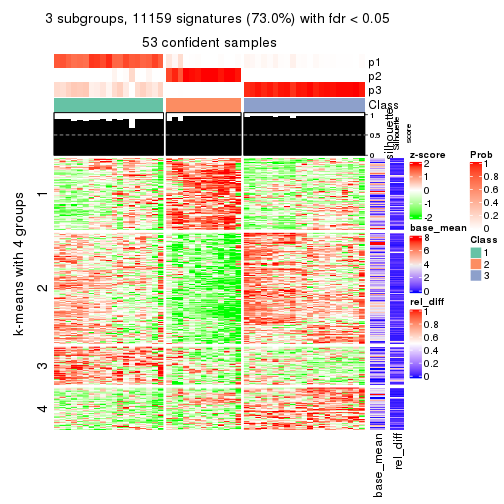 3 subgroups, 11159 signatures (73.0%) with fdr < 0.05
53 confident samples
p1
p2
p3
Class
1
0.5
0
silhouette
Silhouette
score
k-means with 4 groups
1
2
3
4
base_mean
rel_diff
z-score
2
1
0
-1
-2
base_mean
8
6
4
2
0
rel_diff
1
0.8
0.6
0.4
0.2
0
Prob
1
0.8
0.6
0.4
0.2
0
Class
1
2
3